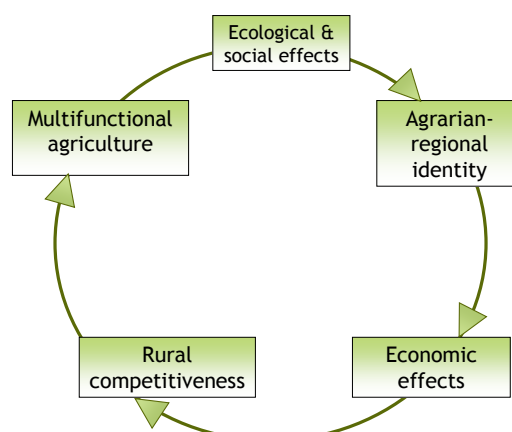 Ecological &
social effects
Multifunctional
agriculture
Agrarian-
regional
identity
Rural
competitiveness
Economic
effects